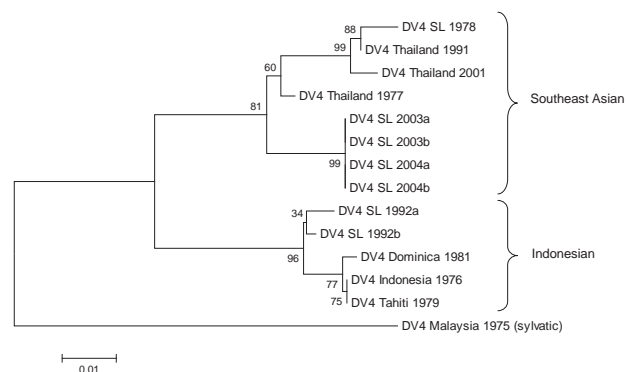 88
DV4 SL 1978
99
DV4 Thailand 1991
60
DV4 Thailand 2001
DV4 Thailand 1977
81
Southeast Asian
DV4 SL 2003a
DV4 SL 2003b
99
DV4 SL 2004a
DV4 SL 2004b
34
DV4 SL 1992a
DV4 SL 1992b
96
Indonesian
DV4 Dominica 1981
77
DV4 Indonesia 1976
75
DV4 Tahiti 1979
DV4 Malaysia 1975 (sylvatic)
0.01